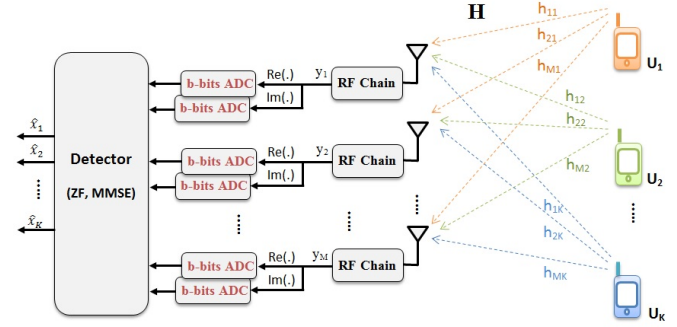 H
h11
h21
hM1
U1
b-bits ADC
Re(.)
y1
RF Chain
b-bits ADC
Im(.)
h12
h22
hM2
U2
x̂1
x̂2
x̂K
Detector
(ZF, MMSE)
b-bits ADC
Re(.)
y2
RF Chain
b-bits ADC
Im(.)
h1K
h2K
hMK
UK
b-bits ADC
Re(.)
yM
RF Chain
b-bits ADC
Im(.)